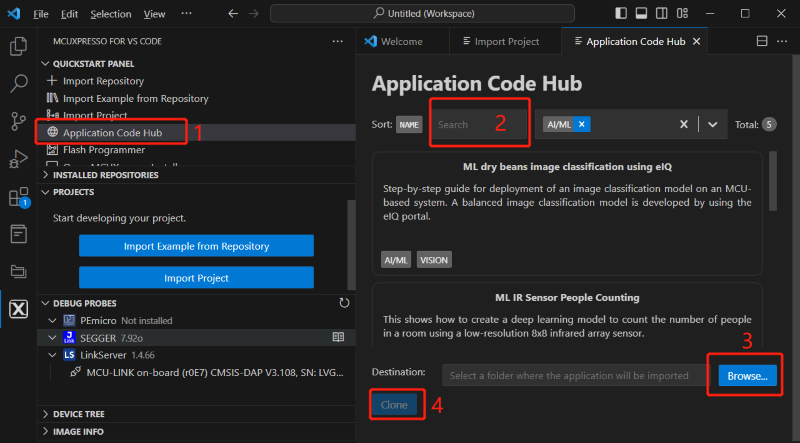 File Edit Selection View ··· Untitled (Workspace)
MCUXPRESSO FOR VS CODE ···
QUICKSTART PANEL
Import Repository
Import Example from Repository
Import Project
Application Code Hub 1
Flash Programmer
INSTALLED REPOSITORIES
PROJECTS
Start developing your project.
Import Example from Repository
Import Project
DEBUG PROBES
PEmicro Not installed
J LINK SEGGER 7.92o
LS LinkServer 1.4.66
MCU-LINK on-board (r0E7) CMSIS-DAP V3.108, SN: LVG...
DEVICE TREE
IMAGE INFO
1
Welcome Import Project Application Code Hub
Application Code Hub
Sort: NAME Search 2 AI/ML Total: 5
ML dry beans image classification using eIQ
Step-by-step guide for deployment of an image classification model on an MCU-
based system. A balanced image classification model is developed by using the
eIQ portal.
AI/ML VISION
ML IR Sensor People Counting
This shows how to create a deep learning model to count the number of people
in a room using a low-resolution 8x8 infrared array sensor.
3
Destination: Select a folder where the application will be imported Browse...
Clone 4